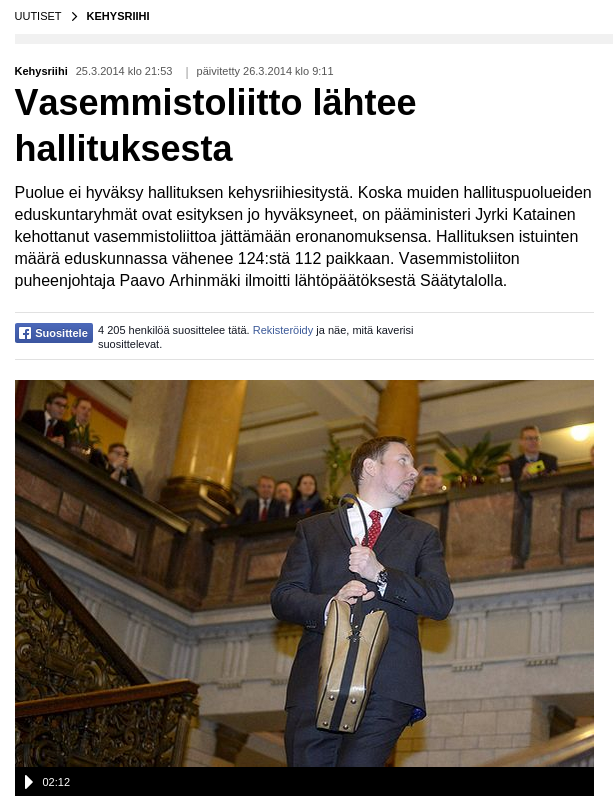 UUTISET > KEHYSRIIHI
Kehysriihi 25.3.2014 klo 21:53 | päivitetty 26.3.2014 klo 9:11
Vasemmistoliitto lähtee
hallituksesta
Puolue ei hyväksy hallituksen kehysriihiesitystä. Koska muiden hallituspuolueiden
eduskuntaryhmät ovat esityksen jo hyväksyneet, on pääministeri Jyrki Katainen
kehottanut vasemmistoliittoa jättämään eronanomuksensa. Hallituksen istuinten
määrä eduskunnassa vähenee 124:stä 112 paikkaan. Vasemmistoliiton
puheenjohtaja Paavo Arhinmäki ilmoitti lähtöpäätöksestä Säätytalolla.
Suosittele 4 205 henkilöä suosittelee tätä. Rekisteröidy ja näe, mitä kaverisi
suosittelevat.
02:12